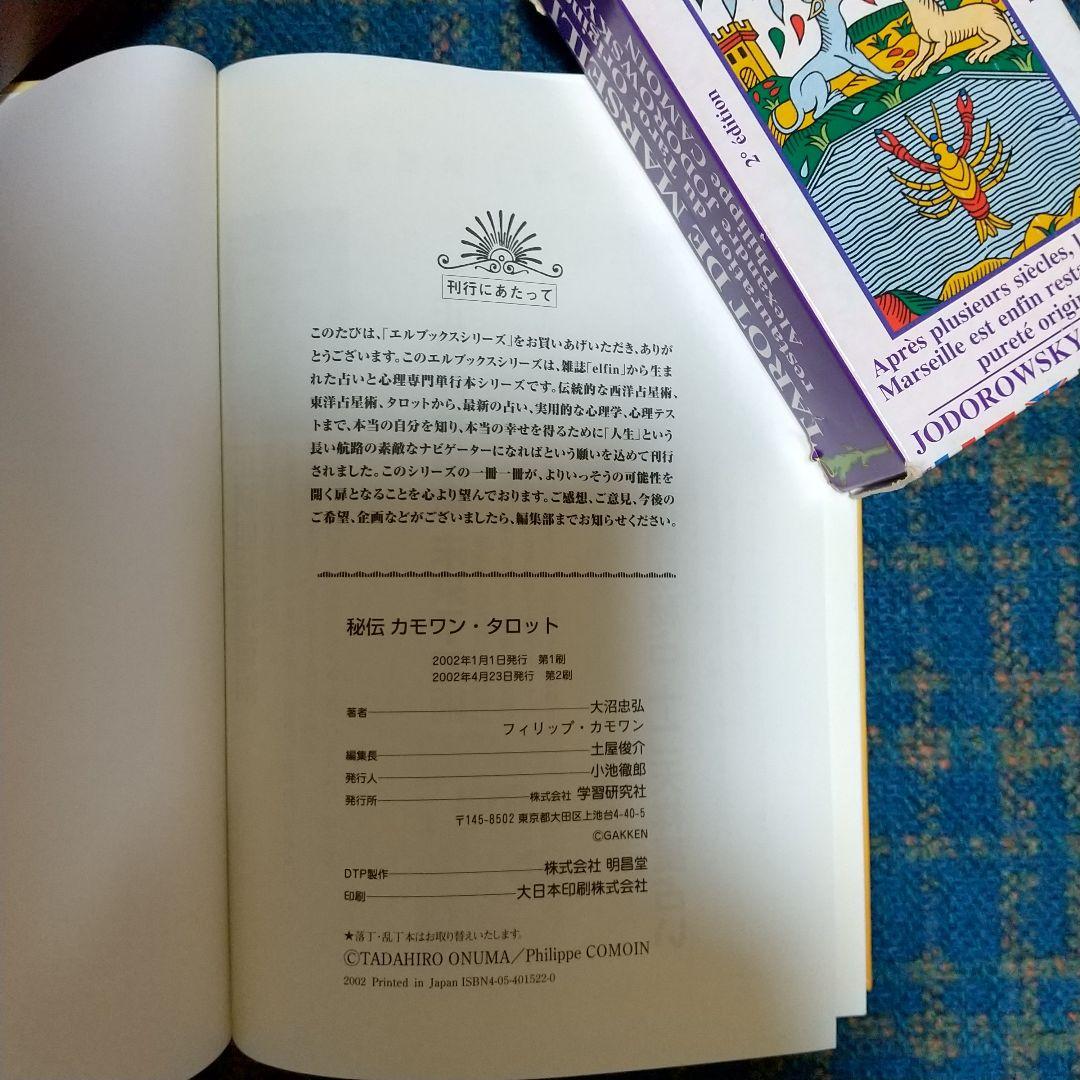 刊行にあたって
このたびは、「エルブックスシリーズ」をお買いあげいただき、ありが
とうございます。このエルブックスシリーズは、雑誌「elfin」から生ま
れた占いと心理専門単行本シリーズです。伝統的な西洋占星術、
東洋占星術、タロットから、最新の占い、実用的な心理学、心理テス
トまで、本当の自分を知り、本当の幸せを得るために「人生」という
長い航路の素敵なナビゲーターになればという願いを込めて刊行
されました。このシリーズの一冊一冊が、よりいっそうの可能性を
開く扉となることを心より望んでおります。ご感想、ご意見、今後の
ご希望、企画などがございましたら、編集部までお知らせください。
秘伝 カモワン・タロット
2002年1月1日発行 第1刷
2002年4月23日発行 第2刷
著者 大沼忠弘
フィリップ・カモワン
編集長 土屋俊介
発行人 小池徹郎
発行所 株式会社 学習研究社
〒145-8502 東京都大田区上池台4-40-5
©GAKKEN
DTP製作 株式会社 明昌堂
印刷 大日本印刷株式会社
★落丁・乱丁本はお取り替えいたします。
©TADAHIRO ONUMA/Philippe COMOIN
2002 Printed in Japan ISBN4-05-401522-0
TAROT DE
restauration du
Alexandre
Philippe CAMOIN
2e édition
Après plusieurs siècles,
Marseille est enfin
pureté
JODOROWSKY